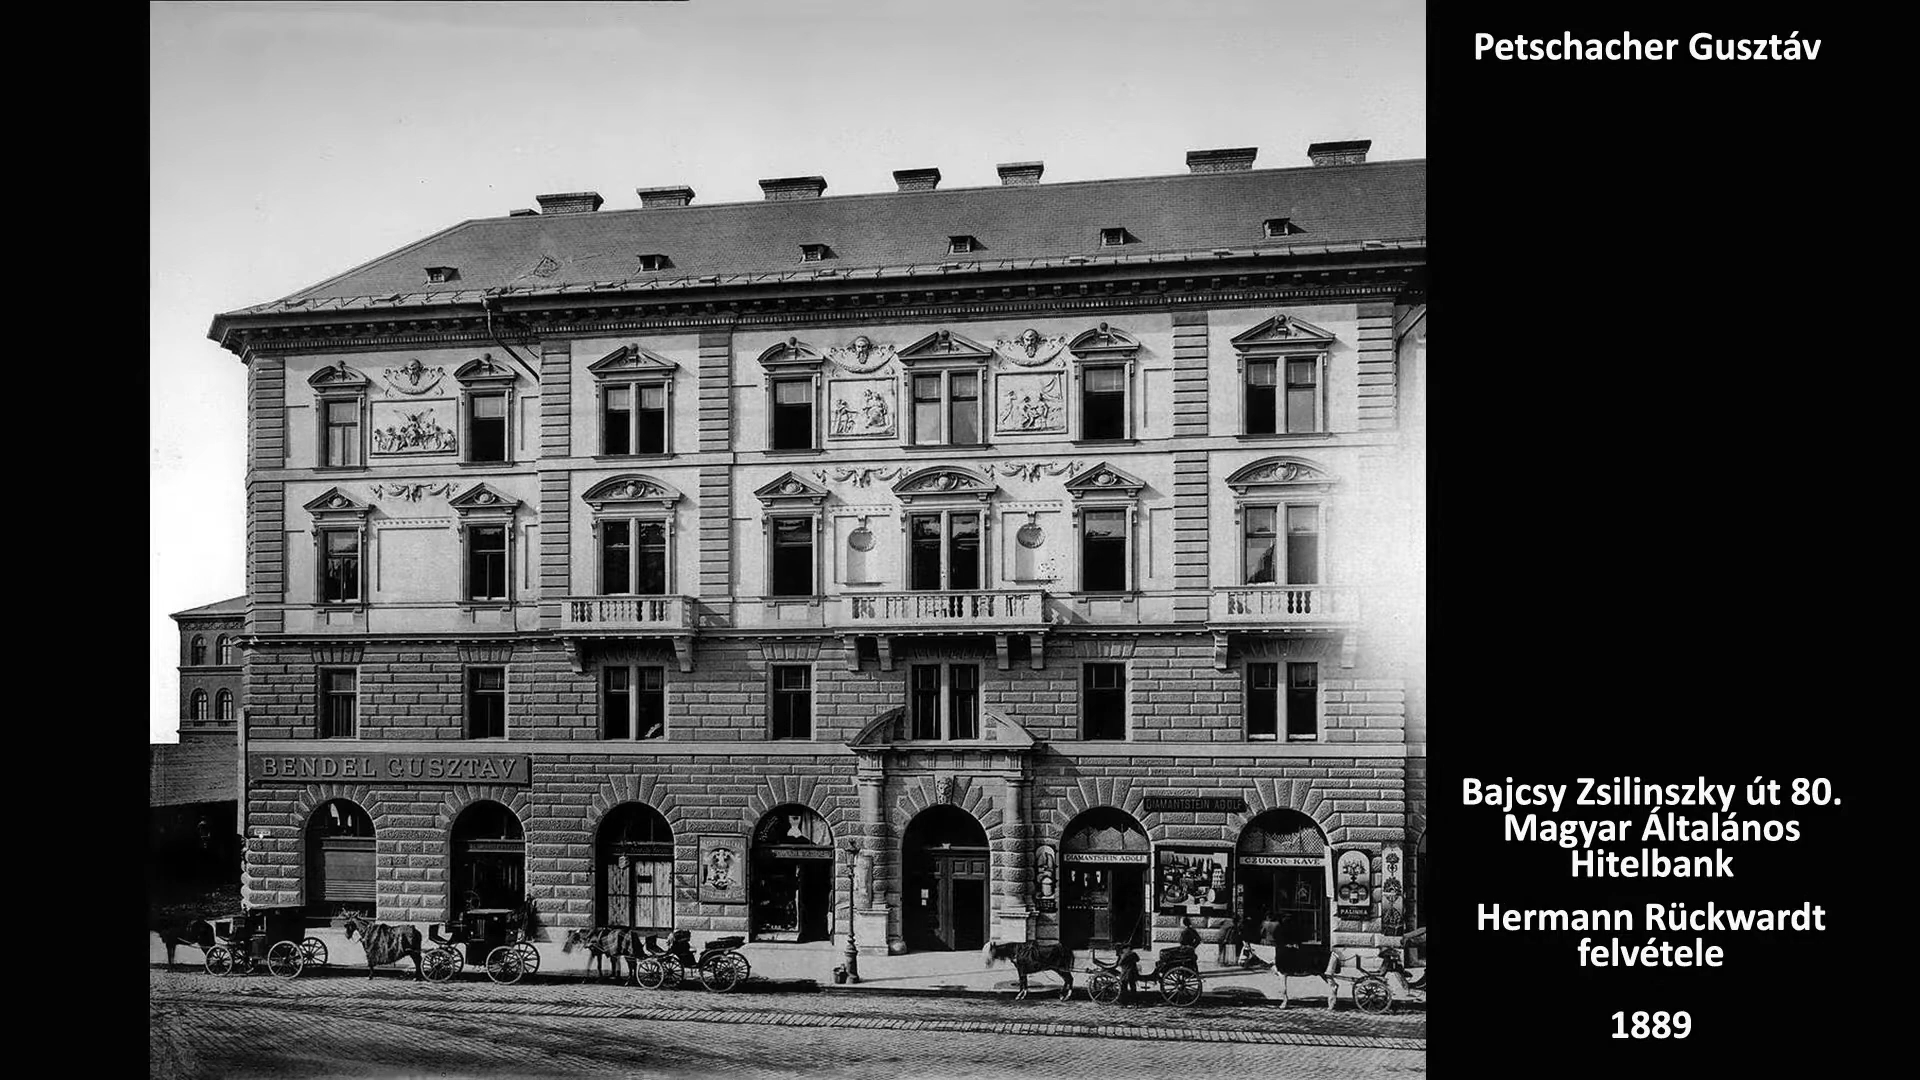 Petschacher Gusztáv
BENDEL GUSZTAV
DIAMANTSTEIN ADOLF
DIAMANTSTEIN ADOLF
CZUKOR-KAVE
PALINKA
Bajcsy Zsilinszky út 80.
Magyar Általános
Hitelbank
Hermann Rückwardt
felvétele
1889